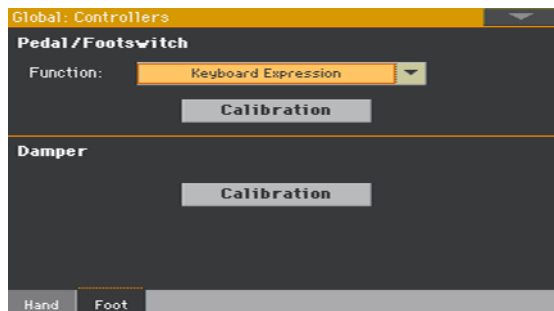 Global: Controllers
Pedal/Footswitch
Function: Keyboard Expression
Calibration
Damper
Calibration
Hand Foot